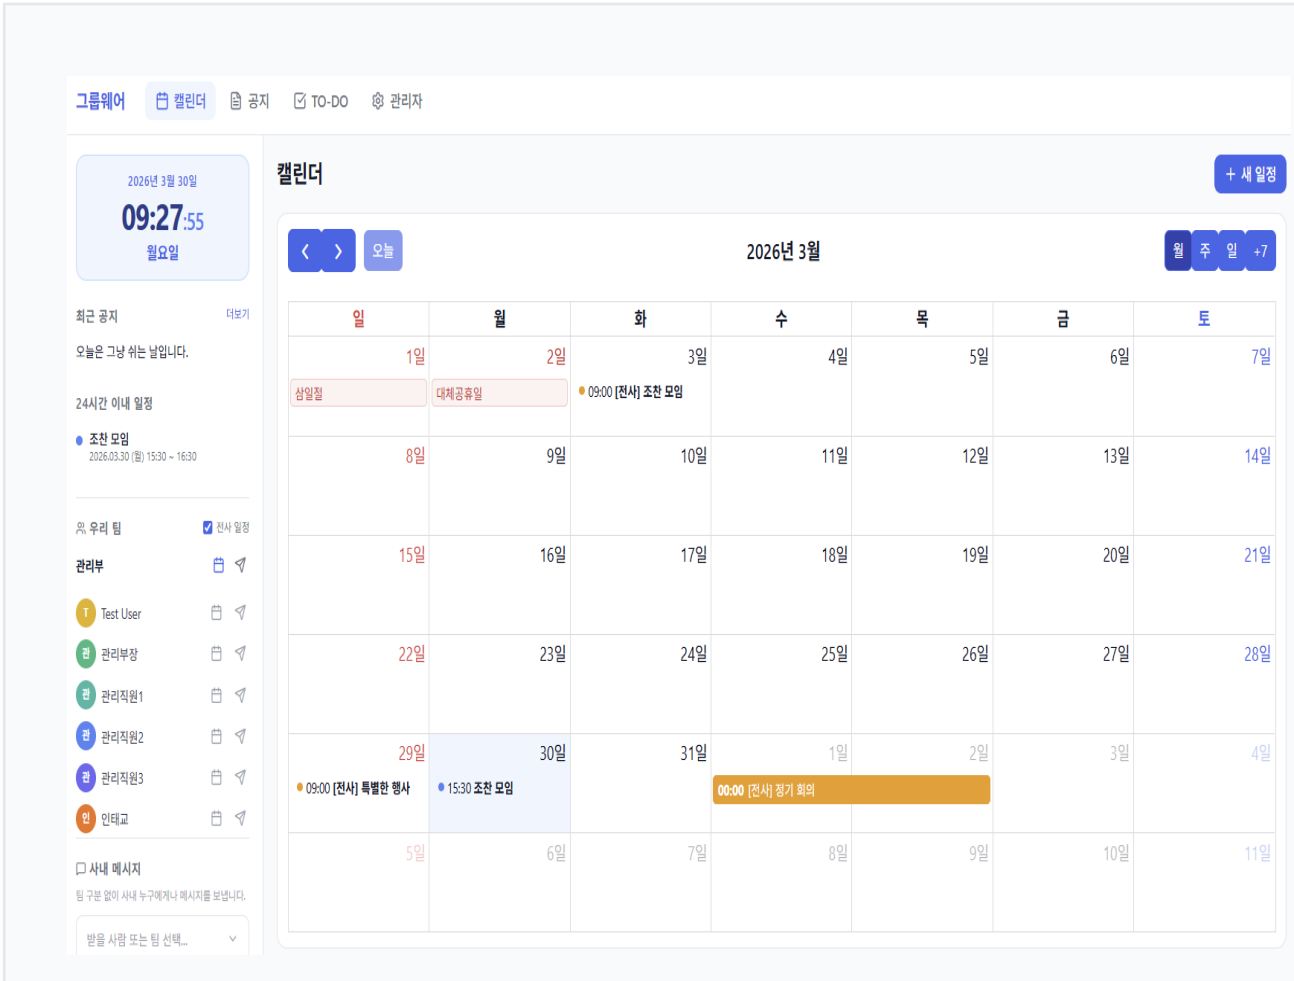 그룹웨어 캘린더 공지 TO-DO 관리자
2026년 3월 30일
09:27:55
월요일
최근 공지 더보기
오늘은 그냥 쉬는 날입니다.
24시간 이내 일정
조찬 모임
2026.03.30 (월) 15:30 ~ 16:30
우리 팀 전사 일정
관리부
T Test User
관 관리부장
관 관리직원1
관 관리직원2
관 관리직원3
인 인태교
사내 메시지
팀 구분 없이 사내 누구에게나 메시지를 보냅니다.
받을 사람 또는 팀 선택...
캘린더 + 새 일정
오늘 2026년 3월 월 주 일 +7
일 월 화 수 목 금 토
1일 2일 3일 4일 5일 6일 7일
삼일절 대체공휴일 09:00 [전사] 조찬 모임
8일 9일 10일 11일 12일 13일 14일
15일 16일 17일 18일 19일 20일 21일
22일 23일 24일 25일 26일 27일 28일
29일 30일 31일 1일 2일 3일 4일
09:00 [전사] 특별한 행사 15:30 조찬 모임 00:00 [전사] 정기 회의
5일 6일 7일 8일 9일 10일 11일